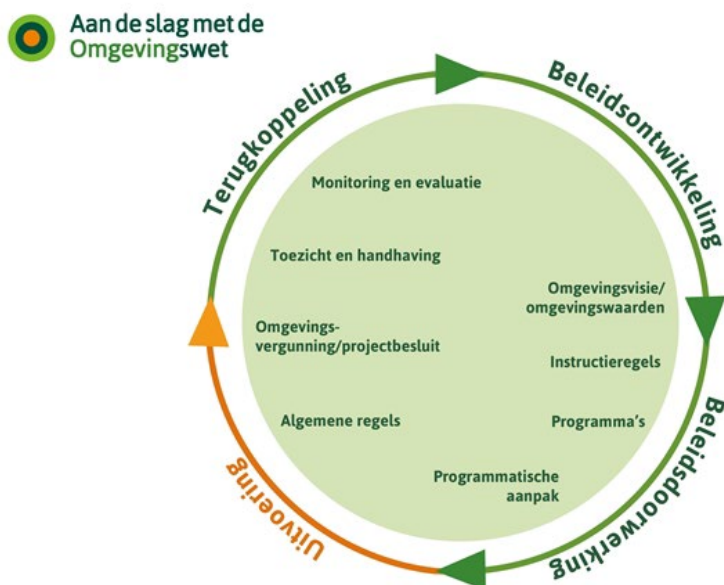 Aan de slag met de
Omgevingswet
Terugkoppeling
Beleidsontwikkeling
Monitoring en evaluatie
Toezicht en handhaving
Omgevingsvisie/
omgevingswaarden
Omgevings-
vergunning/projectbesluit
Instructieregels
Algemene regels
Programma's
Programmatische
aanpak
Uitvoering
Beleidsdoorwerking